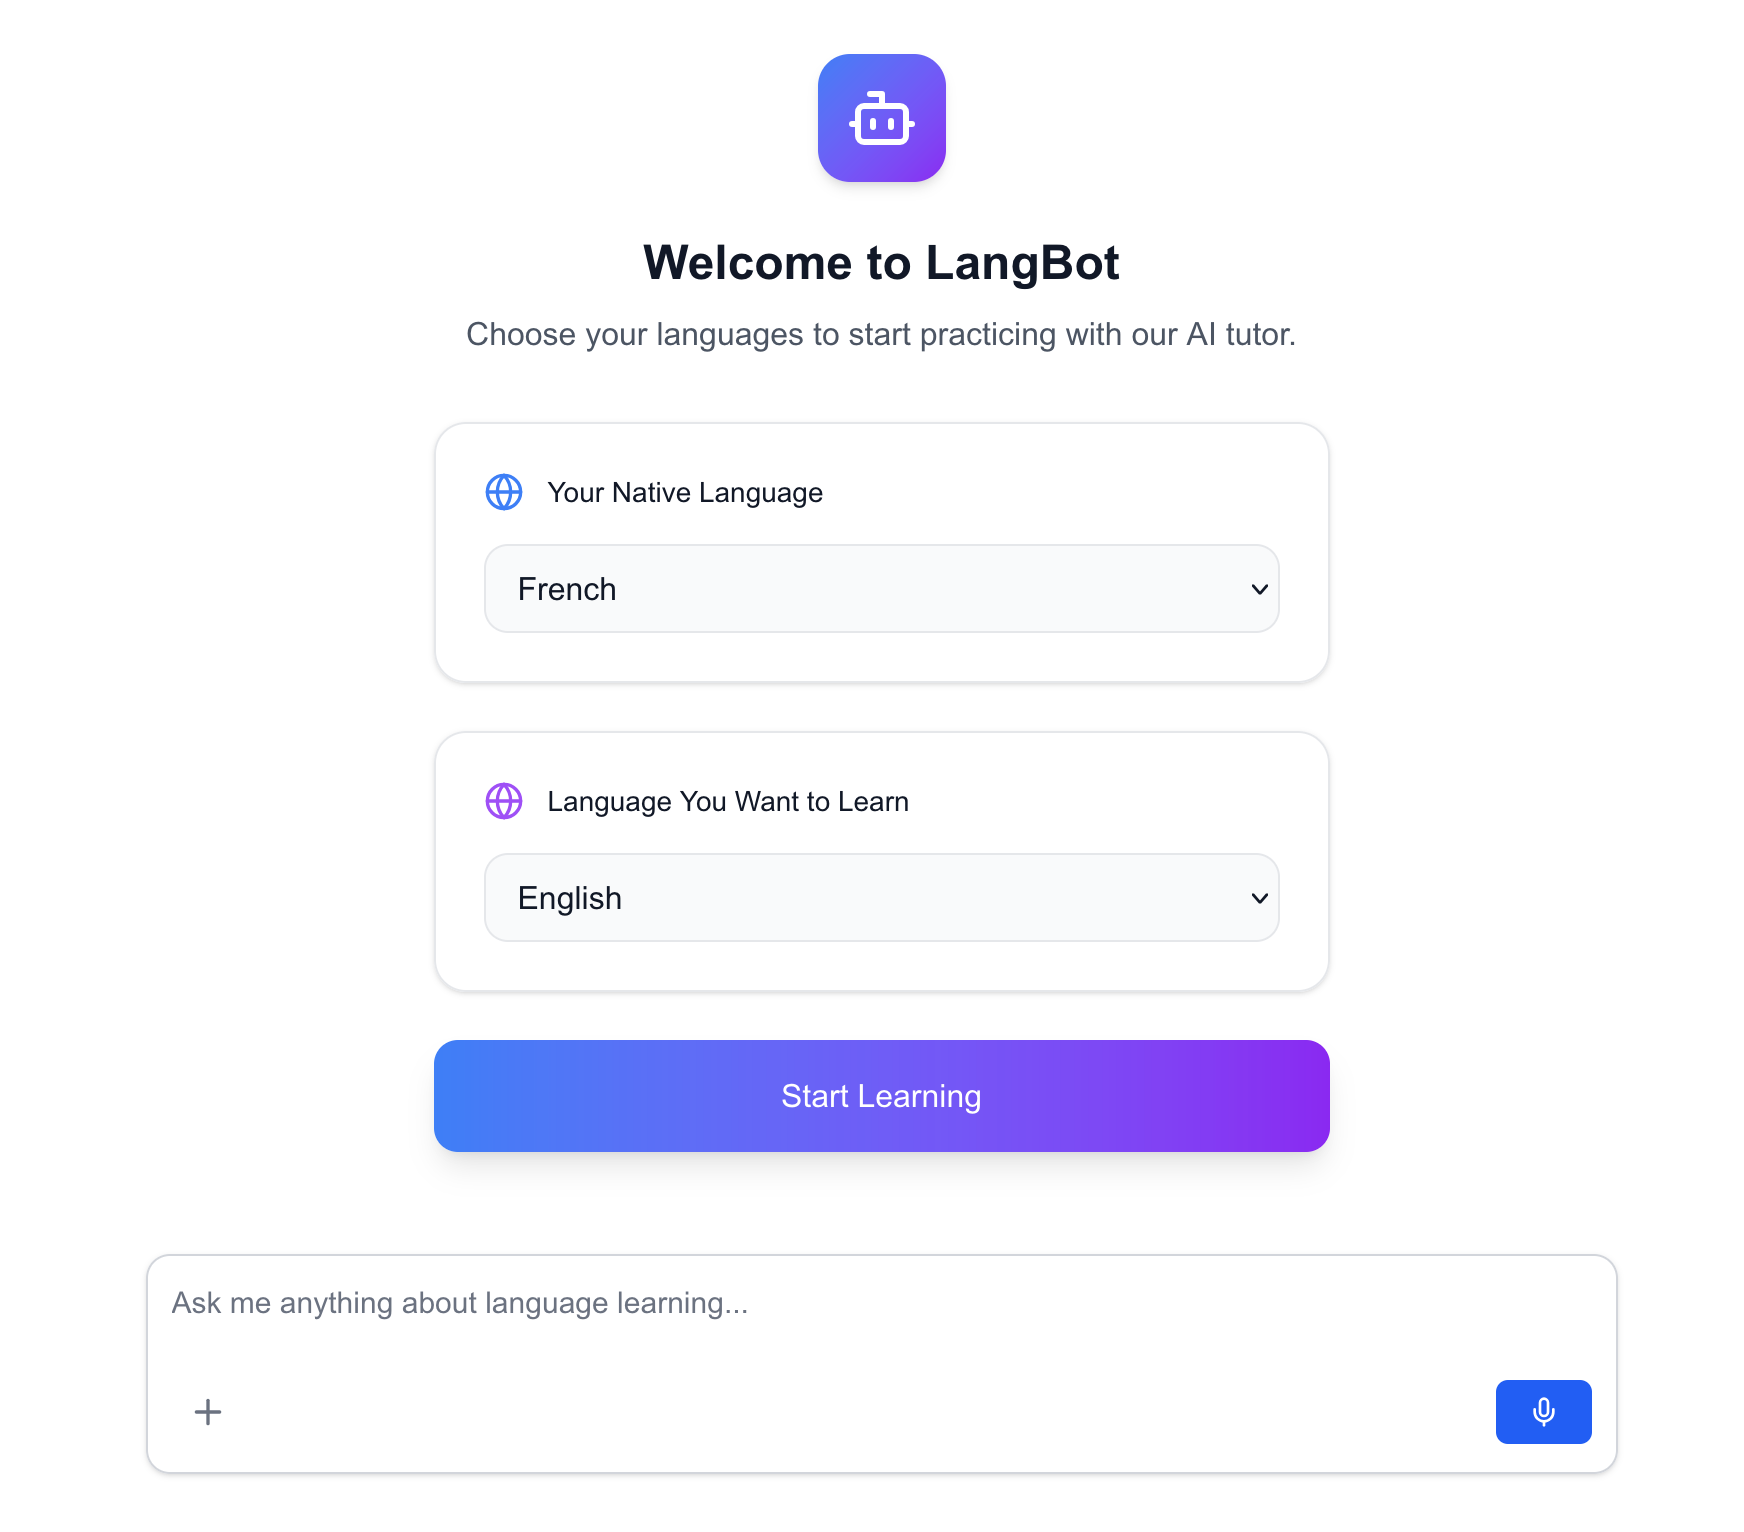 Welcome to LangBot
Choose your languages to start practicing with our AI tutor.
Your Native Language
French
Language You Want to Learn
English
Start Learning
Ask me anything about language learning...